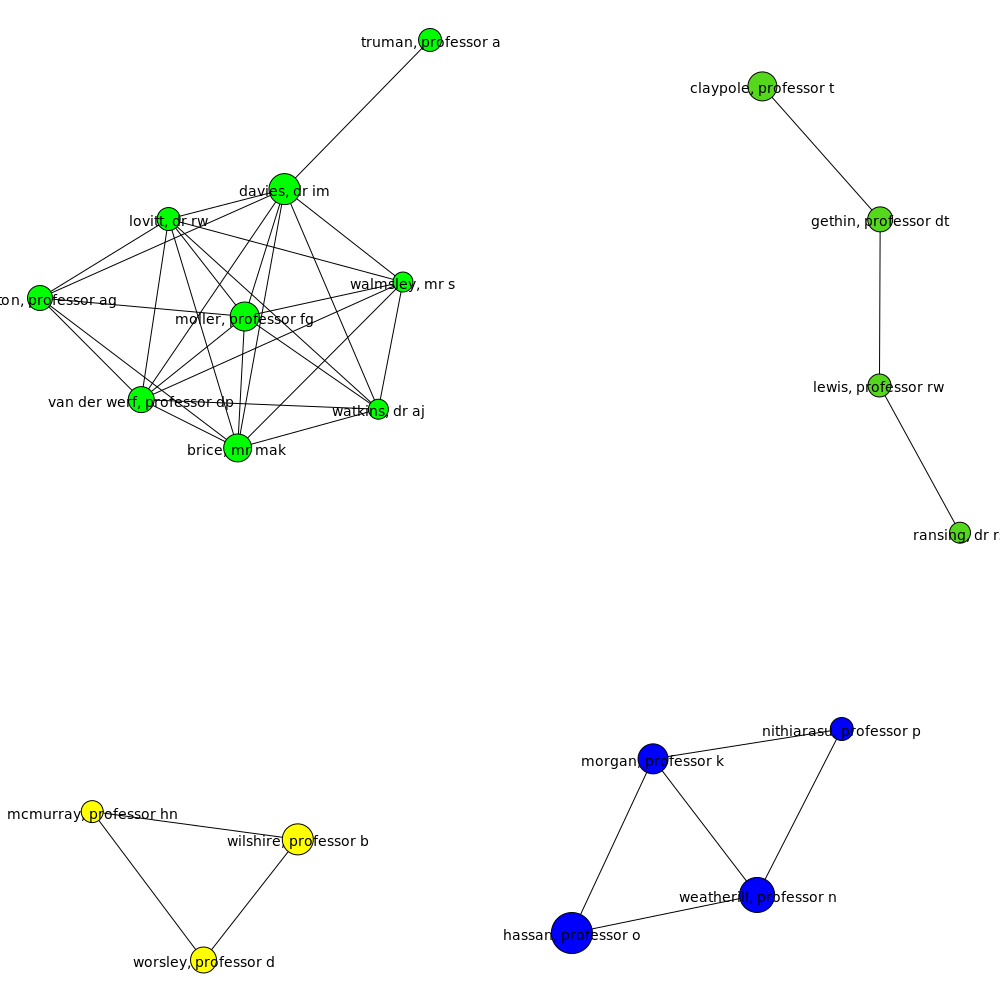 truman, professor a
claypole, professor t
davies, dr im
lovitt, dr rw
gethin, professor dt
walmsley, mr s
professor ag
moller, professor fg
lewis, professor rw
van der werf, professor dp
watkins, dr aj
brice, mr mak
ransing, dr r
nithiarasu, professor p
morgan, professor k
mcmurray, professor hn
wilshire, professor b
weatherill, professor n
hassan, professor o
worsley, professor d